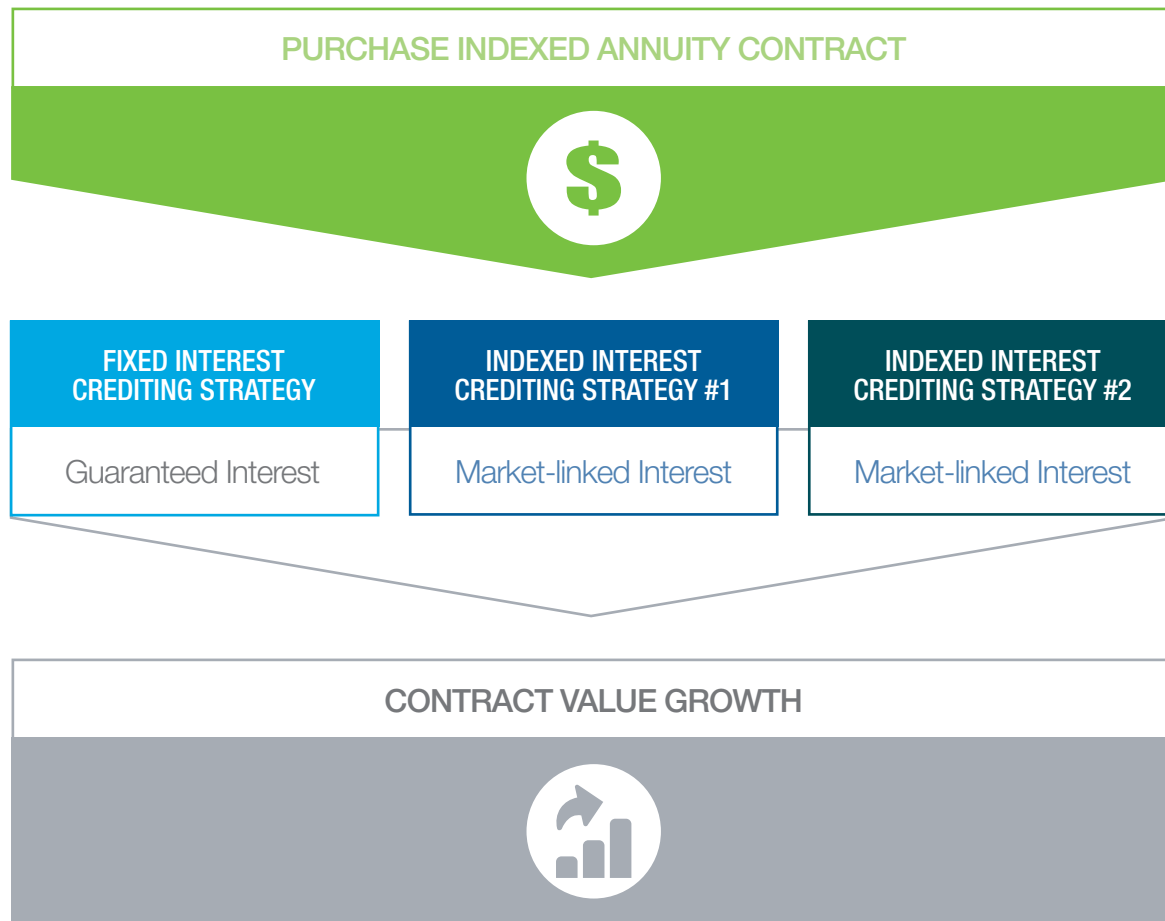 PURCHASE INDEXED ANNUITY CONTRACT
$
FIXED INTEREST
CREDITING STRATEGY
Guaranteed Interest
INDEXED INTEREST
CREDITING STRATEGY #1
Market-linked Interest
INDEXED INTEREST
CREDITING STRATEGY #2
Market-linked Interest
CONTRACT VALUE GROWTH